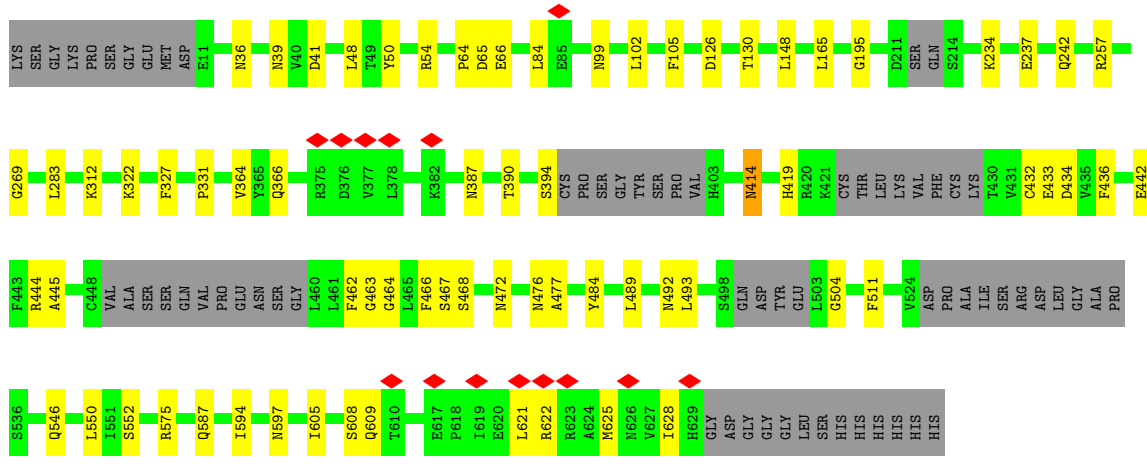 LYS SER GLY LYS PRO SER GLY GLU MET ASP E11 N36 N39 V40 D41 L48 T49 Y50 R54 P64 D65 E66 L84 E85 N99 L102 F105 D126 T130 L148 L165 G195 D211 SER GLN S214 K234 E237 Q242 R257
G269 L283 K312 K322 F327 P331 V364 Y365 Q366 R375 D376 V377 L378 K382 N387 T390 S394 CYS PRO SER GLY TYR SER PRO VAL H403 N414 H419 R420 K421 CYS THR LEU LYS VAL PHE CYS LYS T430 V431 C432 E433 D434 V435 F436 E442
F443 R444 A445 C448 VAL ALA SER SER GLN VAL PRO GLU ASN SER GLY L460 L461 F462 G463 G464 L465 F466 S467 S468 N472 N476 A477 Y484 L489 N492 L493 S498 GLN ASP TYR GLU L503 G504 F511 V524 ASP PRO ALA ILE SER ARG ASP LEU GLY ALA PRO
S536 Q546 L550 I551 S552 R575 Q587 I594 N597 I605 S608 Q609 T610 E617 P618 I619 E620 L621 R622 R623 A624 M625 N626 V627 I628 H629 GLY ASP GLY GLY GLY LEU SER HIS HIS HIS HIS HIS HIS